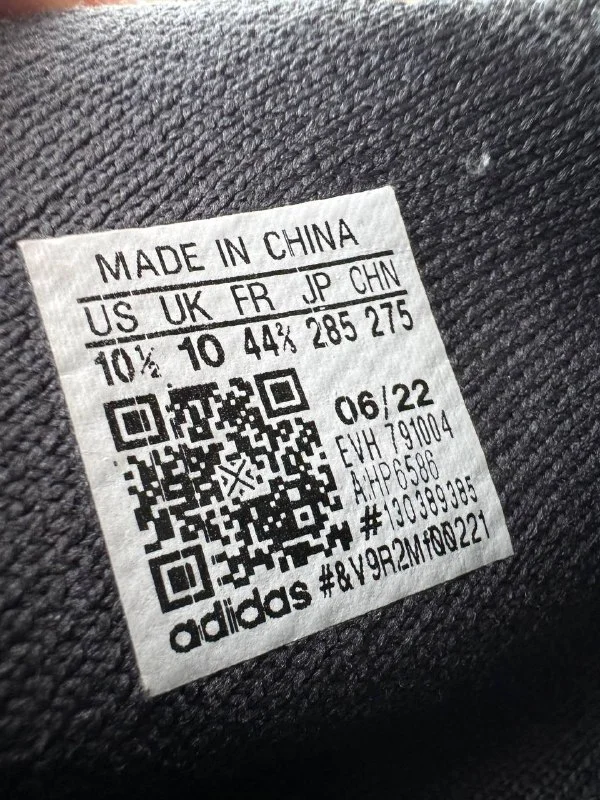 MADE IN CHINA
US UK FR JP CHN
10½ 10 44⅔ 285 275
06/22
EVH 791004
A:HP6586
#130389385
adidas #&V9R2Mf00221